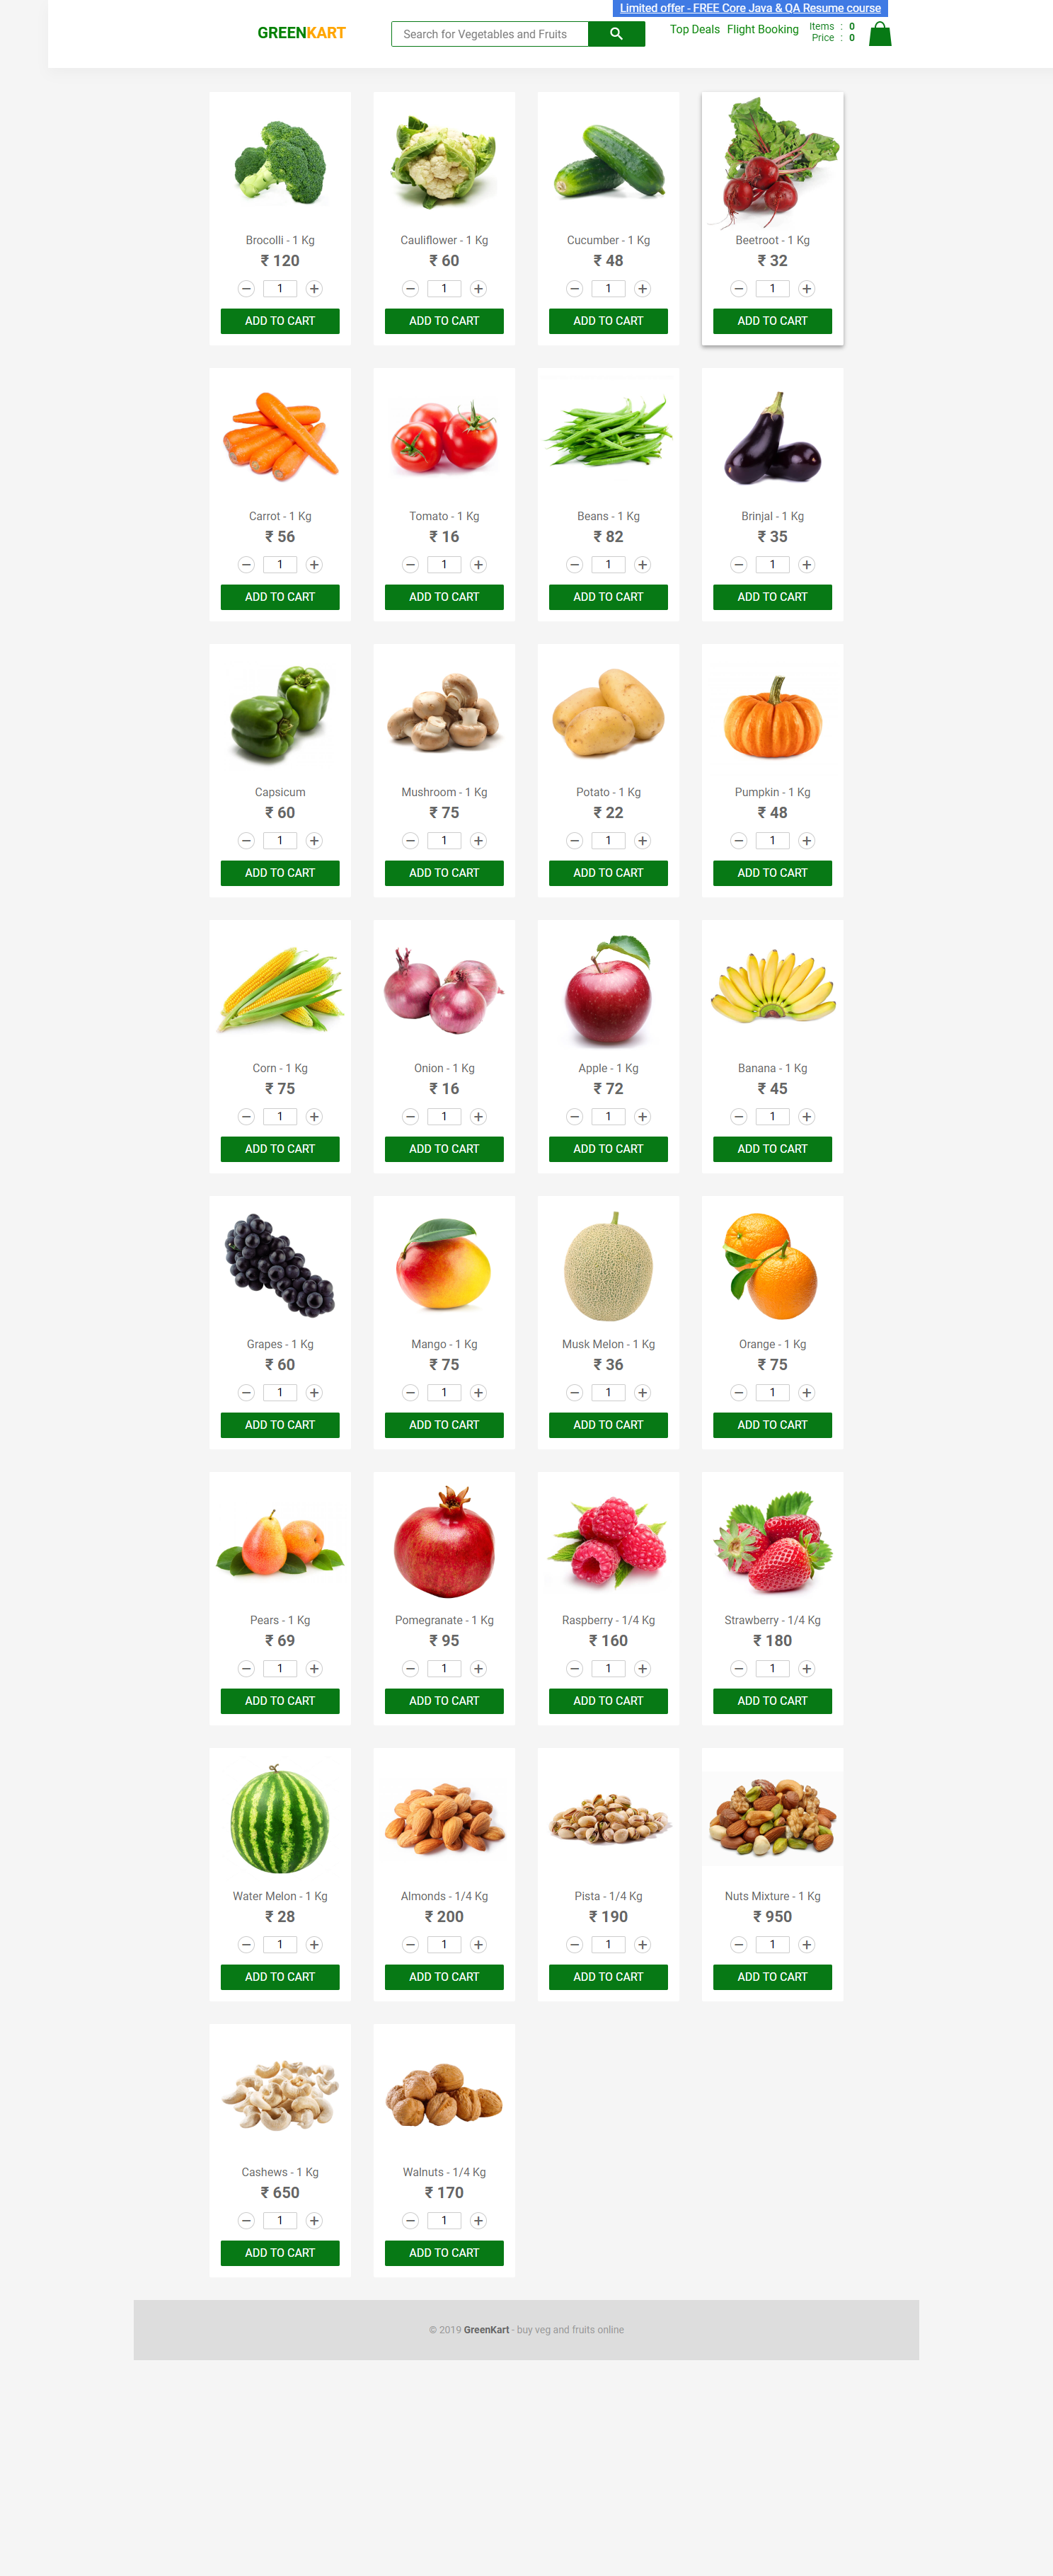 Limited offer - FREE Core Java & QA Resume course
GREENKART
Search for Vegetables and Fruits
Top Deals Flight Booking
Items : 0
Price : 0
Brocolli - 1 Kg
₹ 120
1
ADD TO CART
Cauliflower - 1 Kg
₹ 60
1
ADD TO CART
Cucumber - 1 Kg
₹ 48
1
ADD TO CART
Beetroot - 1 Kg
₹ 32
1
ADD TO CART
Carrot - 1 Kg
₹ 56
1
ADD TO CART
Tomato - 1 Kg
₹ 16
1
ADD TO CART
Beans - 1 Kg
₹ 82
1
ADD TO CART
Brinjal - 1 Kg
₹ 35
1
ADD TO CART
Capsicum
₹ 60
1
ADD TO CART
Mushroom - 1 Kg
₹ 75
1
ADD TO CART
Potato - 1 Kg
₹ 22
1
ADD TO CART
Pumpkin - 1 Kg
₹ 48
1
ADD TO CART
Corn - 1 Kg
₹ 75
1
ADD TO CART
Onion - 1 Kg
₹ 16
1
ADD TO CART
Apple - 1 Kg
₹ 72
1
ADD TO CART
Banana - 1 Kg
₹ 45
1
ADD TO CART
Grapes - 1 Kg
₹ 60
1
ADD TO CART
Mango - 1 Kg
₹ 75
1
ADD TO CART
Musk Melon - 1 Kg
₹ 36
1
ADD TO CART
Orange - 1 Kg
₹ 75
1
ADD TO CART
Pears - 1 Kg
₹ 69
1
ADD TO CART
Pomegranate - 1 Kg
₹ 95
1
ADD TO CART
Raspberry - 1/4 Kg
₹ 160
1
ADD TO CART
Strawberry - 1/4 Kg
₹ 180
1
ADD TO CART
Water Melon - 1 Kg
₹ 28
1
ADD TO CART
Almonds - 1/4 Kg
₹ 200
1
ADD TO CART
Pista - 1/4 Kg
₹ 190
1
ADD TO CART
Nuts Mixture - 1 Kg
₹ 950
1
ADD TO CART
Cashews - 1 Kg
₹ 650
1
ADD TO CART
Walnuts - 1/4 Kg
₹ 170
1
ADD TO CART
© 2019 GreenKart - buy veg and fruits online